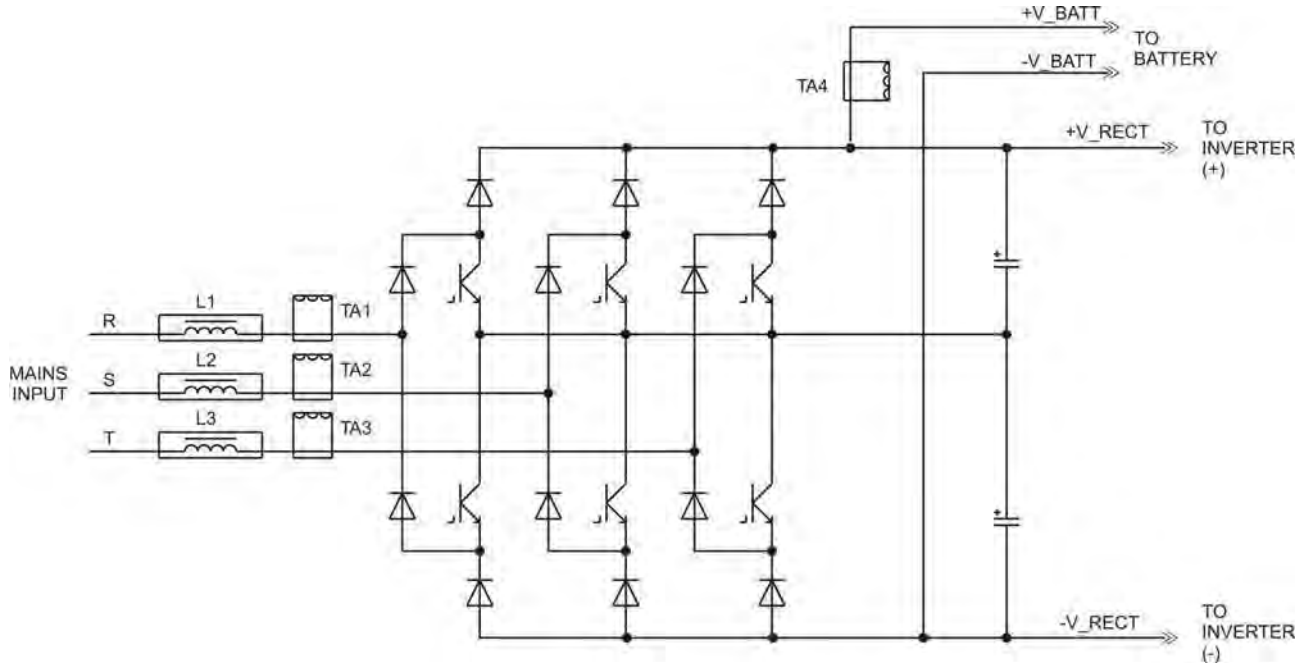 +V_BATT
TO
BATTERY
-V_BATT
TA4
+V_RECT
TO
INVERTER
(+)
+
L1
TA1
R
L2
TA2
MAINS
INPUT
S
L3
TA3
T
+
-V_RECT
TO
INVERTER
(-)